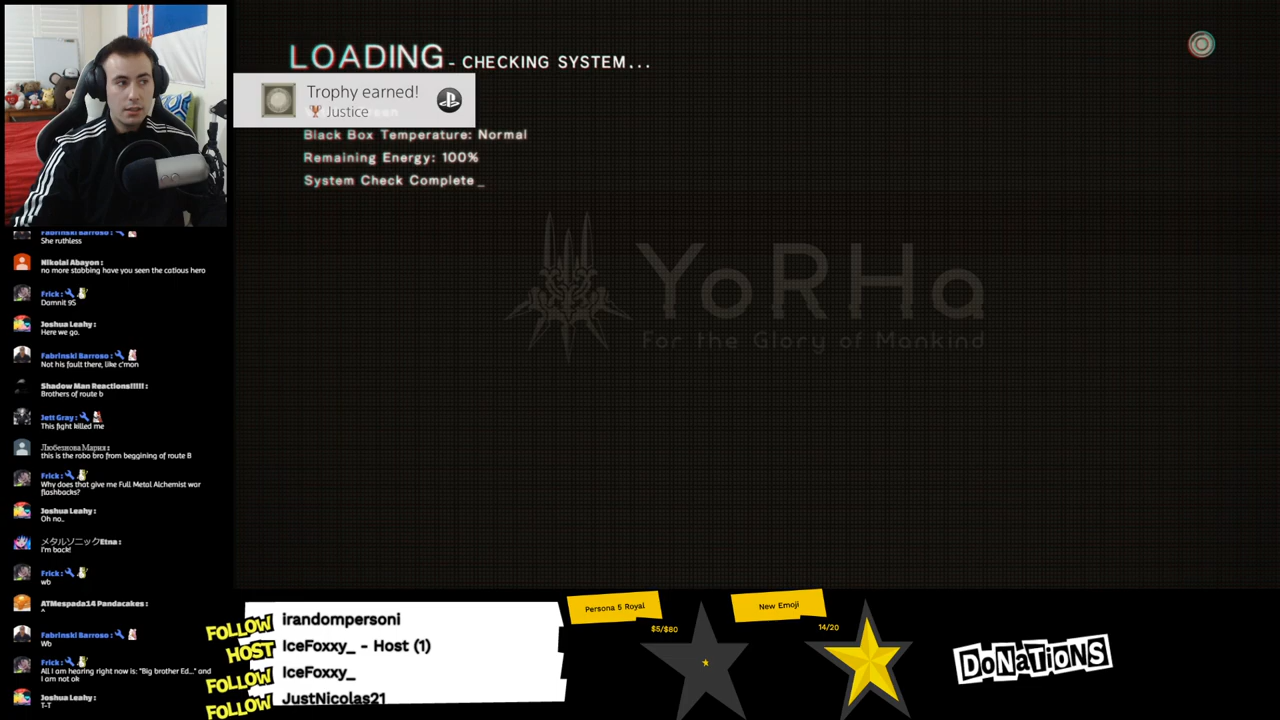 LOADING - CHECKING SYSTEM...
Trophy earned!
Justice
Black Box Temperature: Normal
Remaining Energy: 100%
System Check Complete_
YoRHa
For the Glory of Mankind
Fabrinski Barroso :
She ruthless
Nikolai Abayon :
no more stabbing have you seen the catious hero
Frick :
Damnit 9S
Joshua Leahy :
Here we go.
Fabrinski Barroso :
Not his fault there, like c'mon
Shadow Man Reactions!!!!! :
Brothers of route b
Jett Gray :
This fight killed me
Любезнова Мария :
this is the robo bro from beggining of route B
Frick :
Why does that give me Full Metal Alchemist war
flashbacks?
Joshua Leahy :
Oh no..
メタルソニックEtna :
I'm back!
Frick :
wb
ATMespada14 Pandacakes :
^
Fabrinski Barroso :
Wb
Frick :
All I am hearing right now is: "Big brother Ed..." and
I am not ok
Joshua Leahy :
T-T
FOLLOW irandompersoni
HOST IceFoxxy_ - Host (1)
FOLLOW IceFoxxy_
FOLLOW JustNicolas21
Persona 5 Royal
$5/$80
New Emoji
14/20
DONATIONS